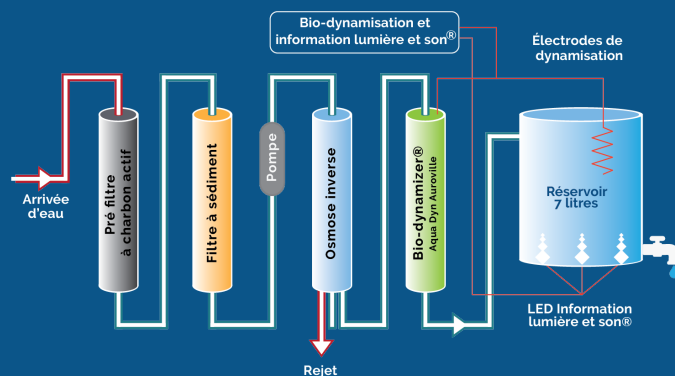 Bio-dynamisation et
information lumière et son®
Électrodes de
dynamisation
Arrivée
d'eau
Pré filtre
à charbon actif
Filtre à sédiment
Pompe
Osmose inverse
Bio-dynamizer®
Aqua Dyn Auroville
Réservoir
7 litres
LED Information
lumière et son®
Rejet